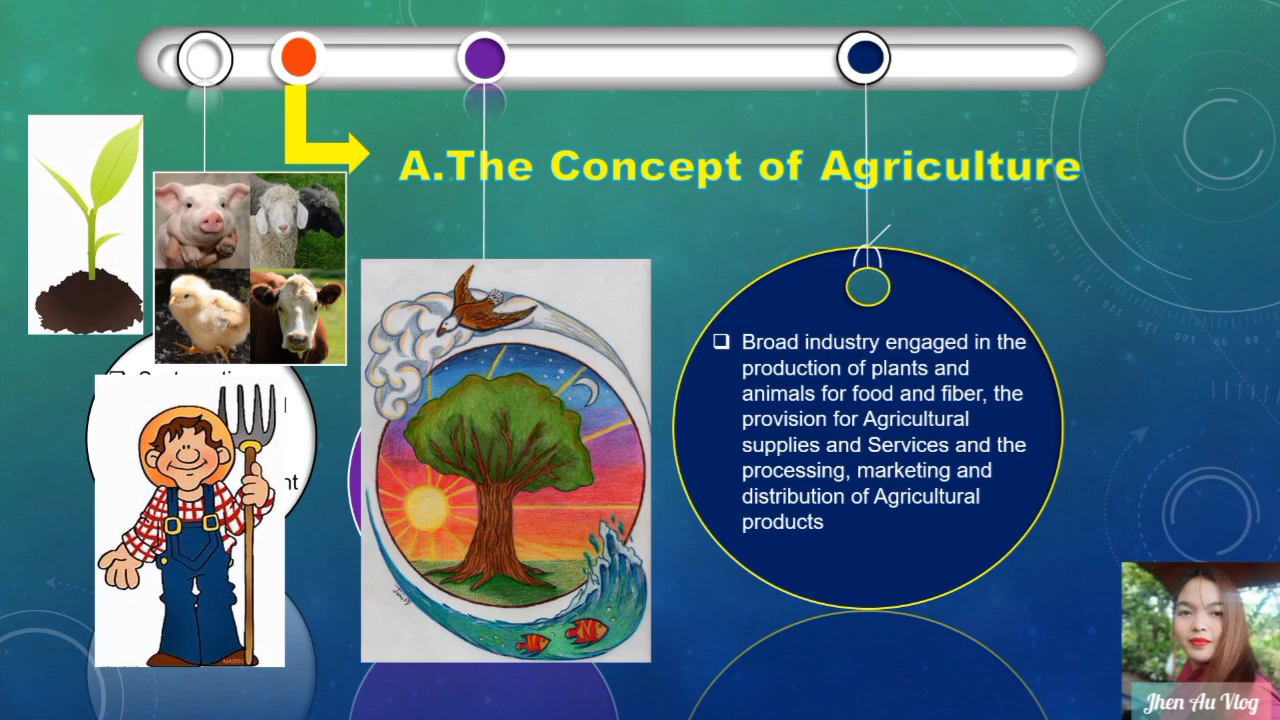 A.The Concept of Agriculture
❑ Broad industry engaged in the
production of plants and
animals for food and fiber, the
provision for Agricultural
supplies and Services and the
processing, marketing and
distribution of Agricultural
products
MARTIN
Jhen Au Vlog